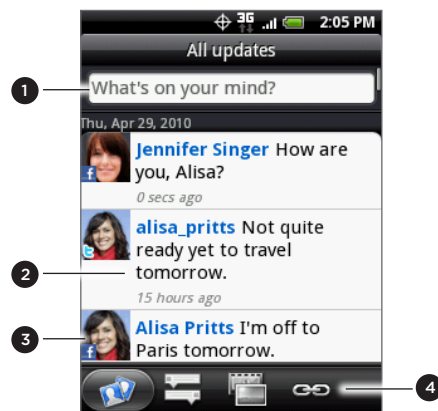 3G 2:05 PM
All updates
1
What's on your mind?
Thu, Apr 29, 2010
Jennifer Singer How are
you, Alisa?
f
0 secs ago
alisa_pritts Not quite
ready yet to travel
t
2
tomorrow.
15 hours ago
3
Alisa Pritts I'm off to
Paris tomorrow.
f
4